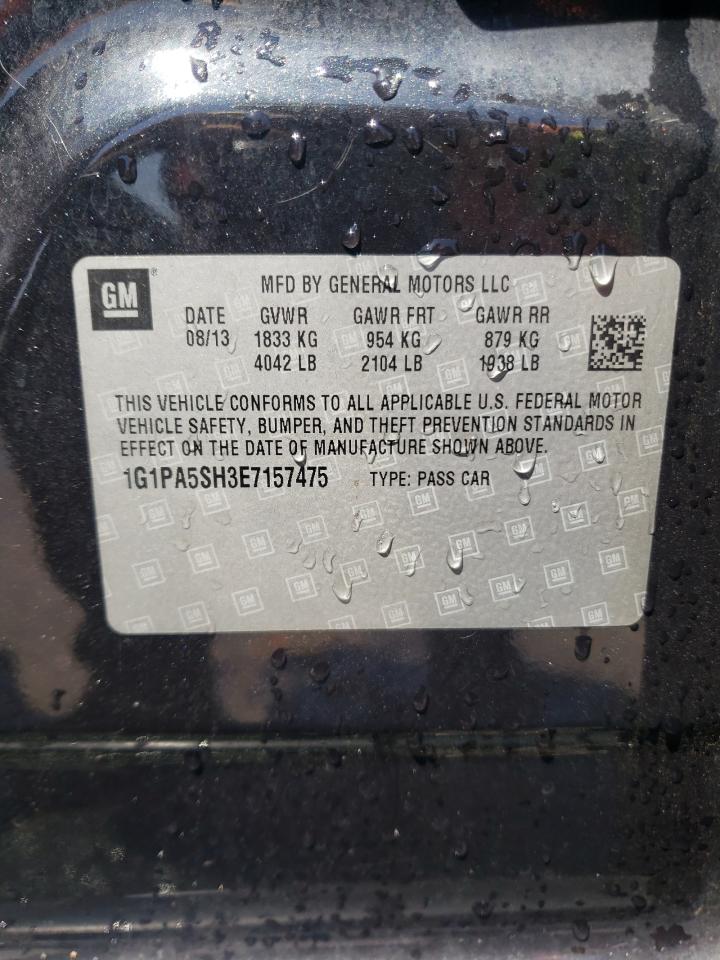 GM®
MFD BY GENERAL MOTORS LLC
DATE GVWR GAWR FRT GAWR RR
08/13 1833 KG 954 KG 879 KG
4042 LB 2104 LB 1938 LB
THIS VEHICLE CONFORMS TO ALL APPLICABLE U.S. FEDERAL MOTOR
VEHICLE SAFETY, BUMPER, AND THEFT PREVENTION STANDARDS IN
EFFECT ON THE DATE OF MANUFACTURE SHOWN ABOVE.
1G1PA5SH3E7157475 TYPE: PASS CAR